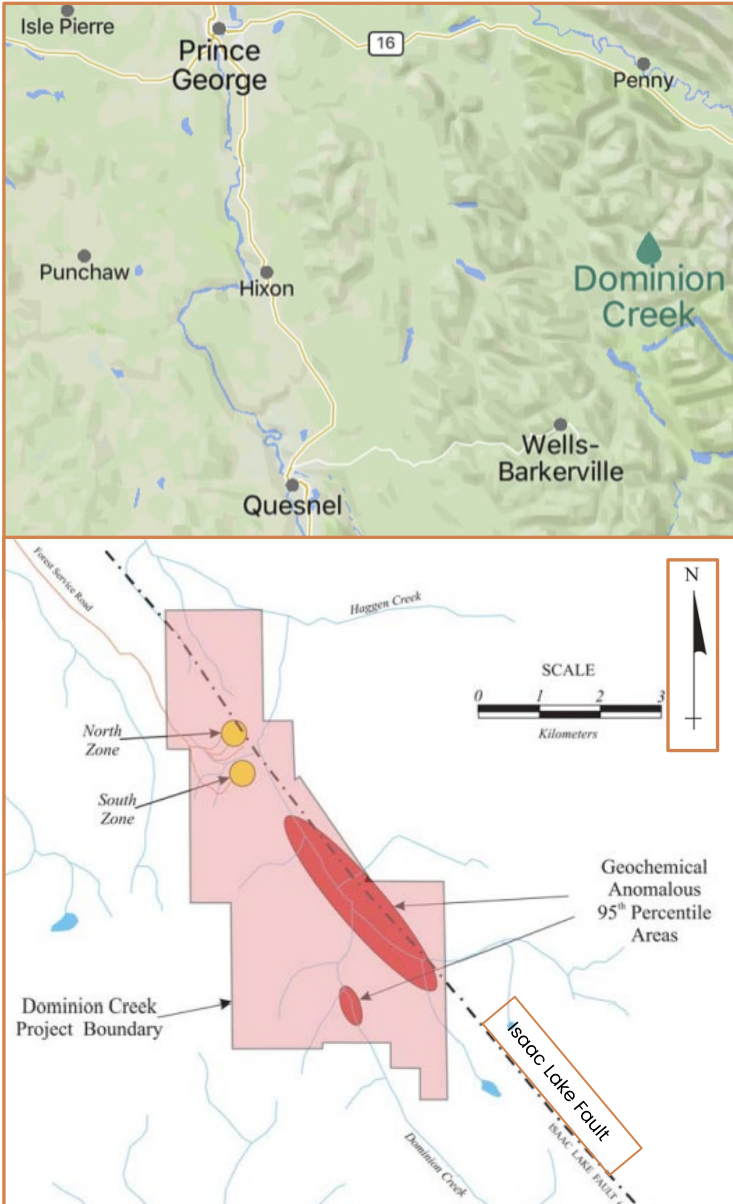 Isle Pierre
Prince
George
16
Penny
Punchaw
Hixon
Dominion
Creek
Wells-
Barkerville
Quesnel
Forest Service Road
Haggen Creek
N
SCALE
0 1 2 3
Kilometers
North
Zone
South
Zone
Geochemical
Anomalous
95th Percentile
Areas
Dominion Creek
Project Boundary
Isaac Lake Fault
ISAAC LAKE FAULT
Dominion Creek